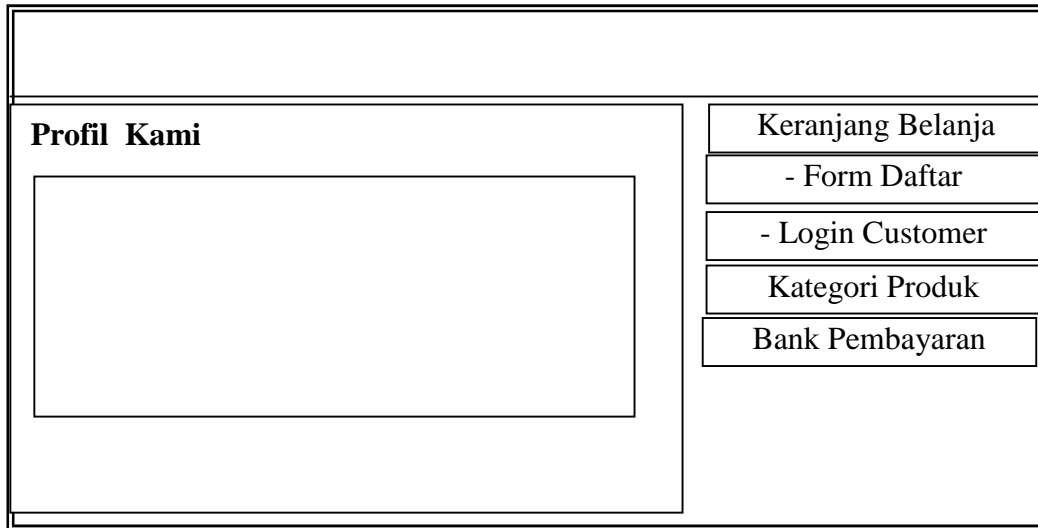 Profil Kami
Keranjang Belanja
- Form Daftar
- Login Customer
Kategori Produk
Bank Pembayaran